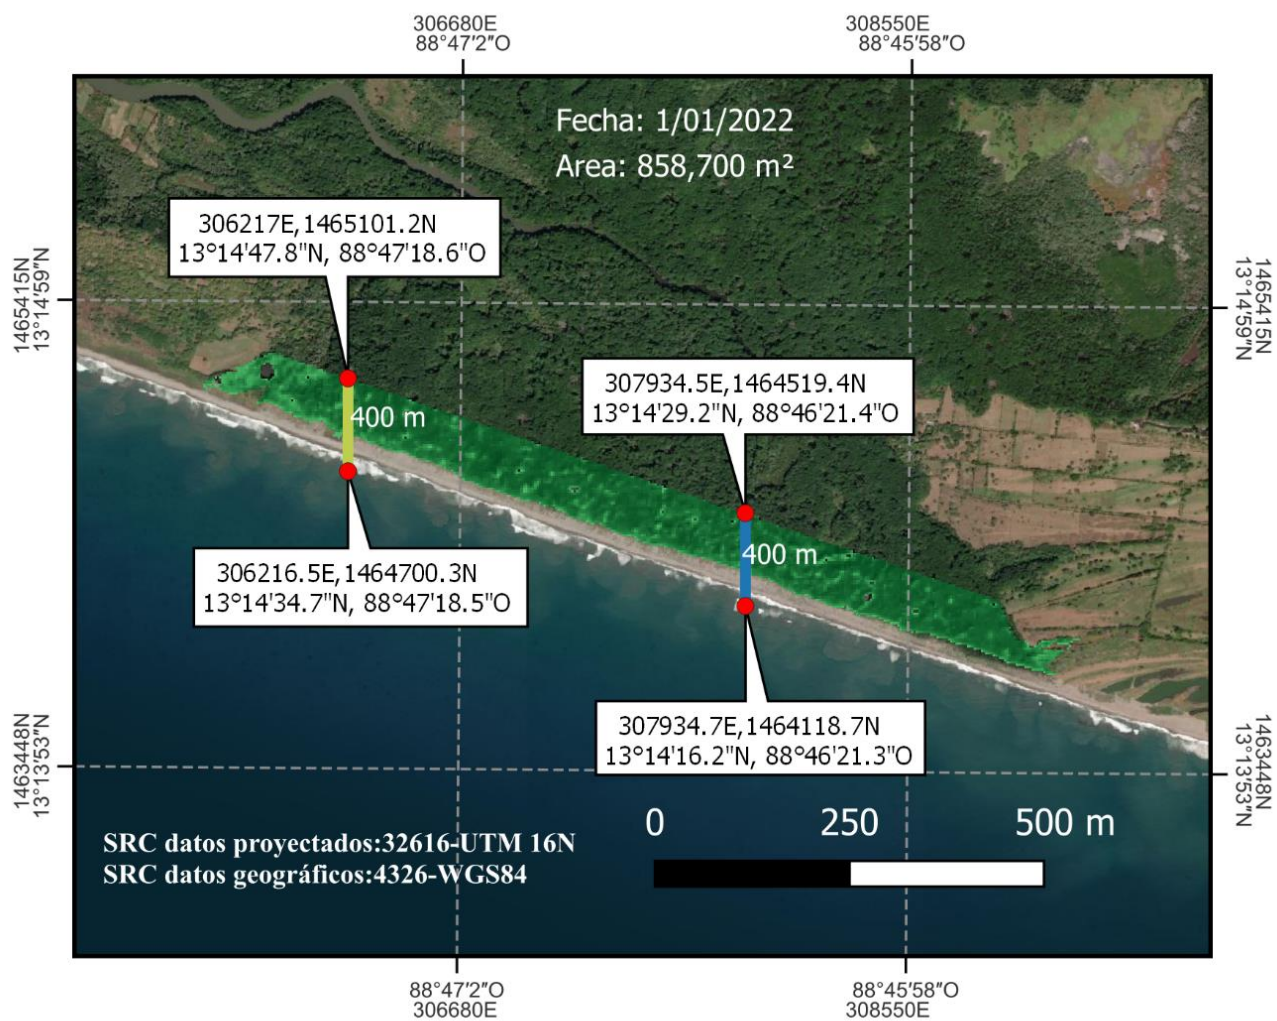 306680E
88°47'2"O
308550E
88°45'58"O
Fecha: 1/01/2022
Area: 858,700 m²
306217E,1465101.2N
13°14'47.8"N, 88°47'18.6"O
1465415N
13°14'59"N
1465415N
13°14'59"N
307934.5E,1464519.4N
13°14'29.2"N, 88°46'21.4"O
400 m
400 m
306216.5E,1464700.3N
13°14'34.7"N, 88°47'18.5"O
307934.7E,1464118.7N
13°14'16.2"N, 88°46'21.3"O
1463448N
13°13'53"N
1463448N
13°13'53"N
0 250 500 m
SRC datos proyectados:32616-UTM 16N
SRC datos geográficos:4326-WGS84
88°47'2"O
306680E
88°45'58"O
308550E